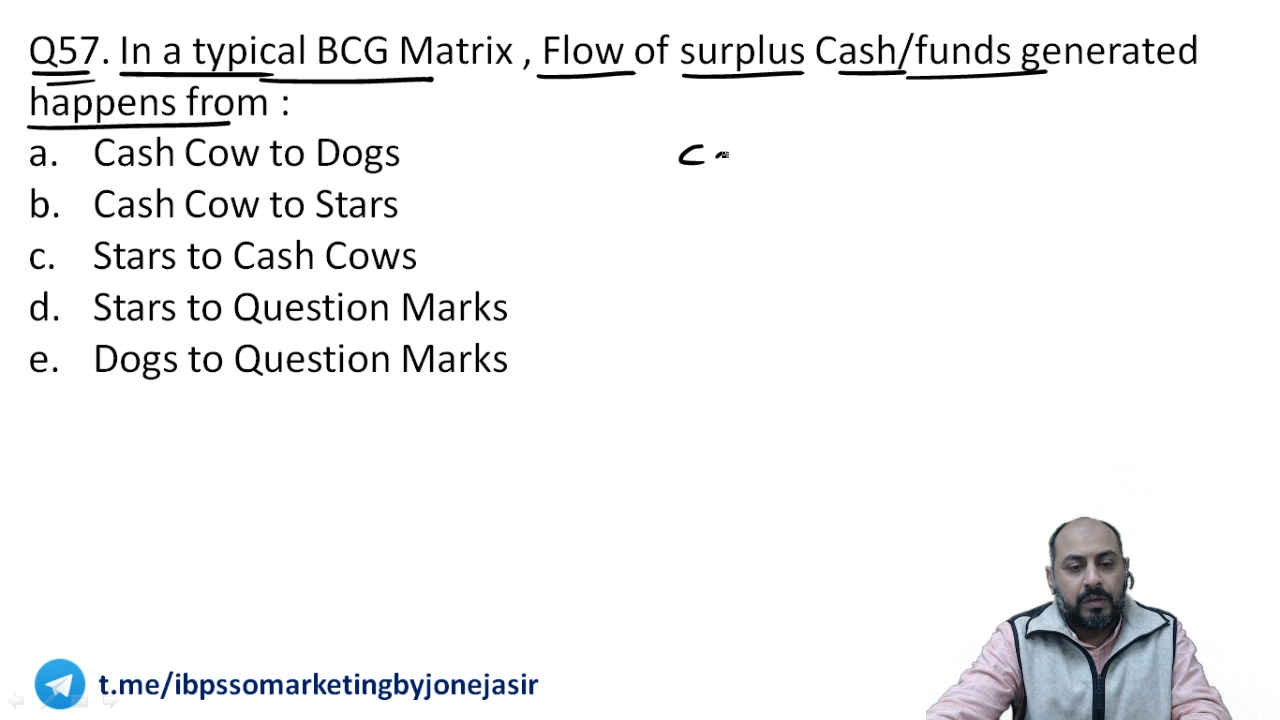 Q57. In a typical BCG Matrix , Flow of surplus Cash/funds generated
happens from :
a. Cash Cow to Dogs
b. Cash Cow to Stars
c. Stars to Cash Cows
d. Stars to Question Marks
e. Dogs to Question Marks
t.me/ibpssomarketingbyjonejasir